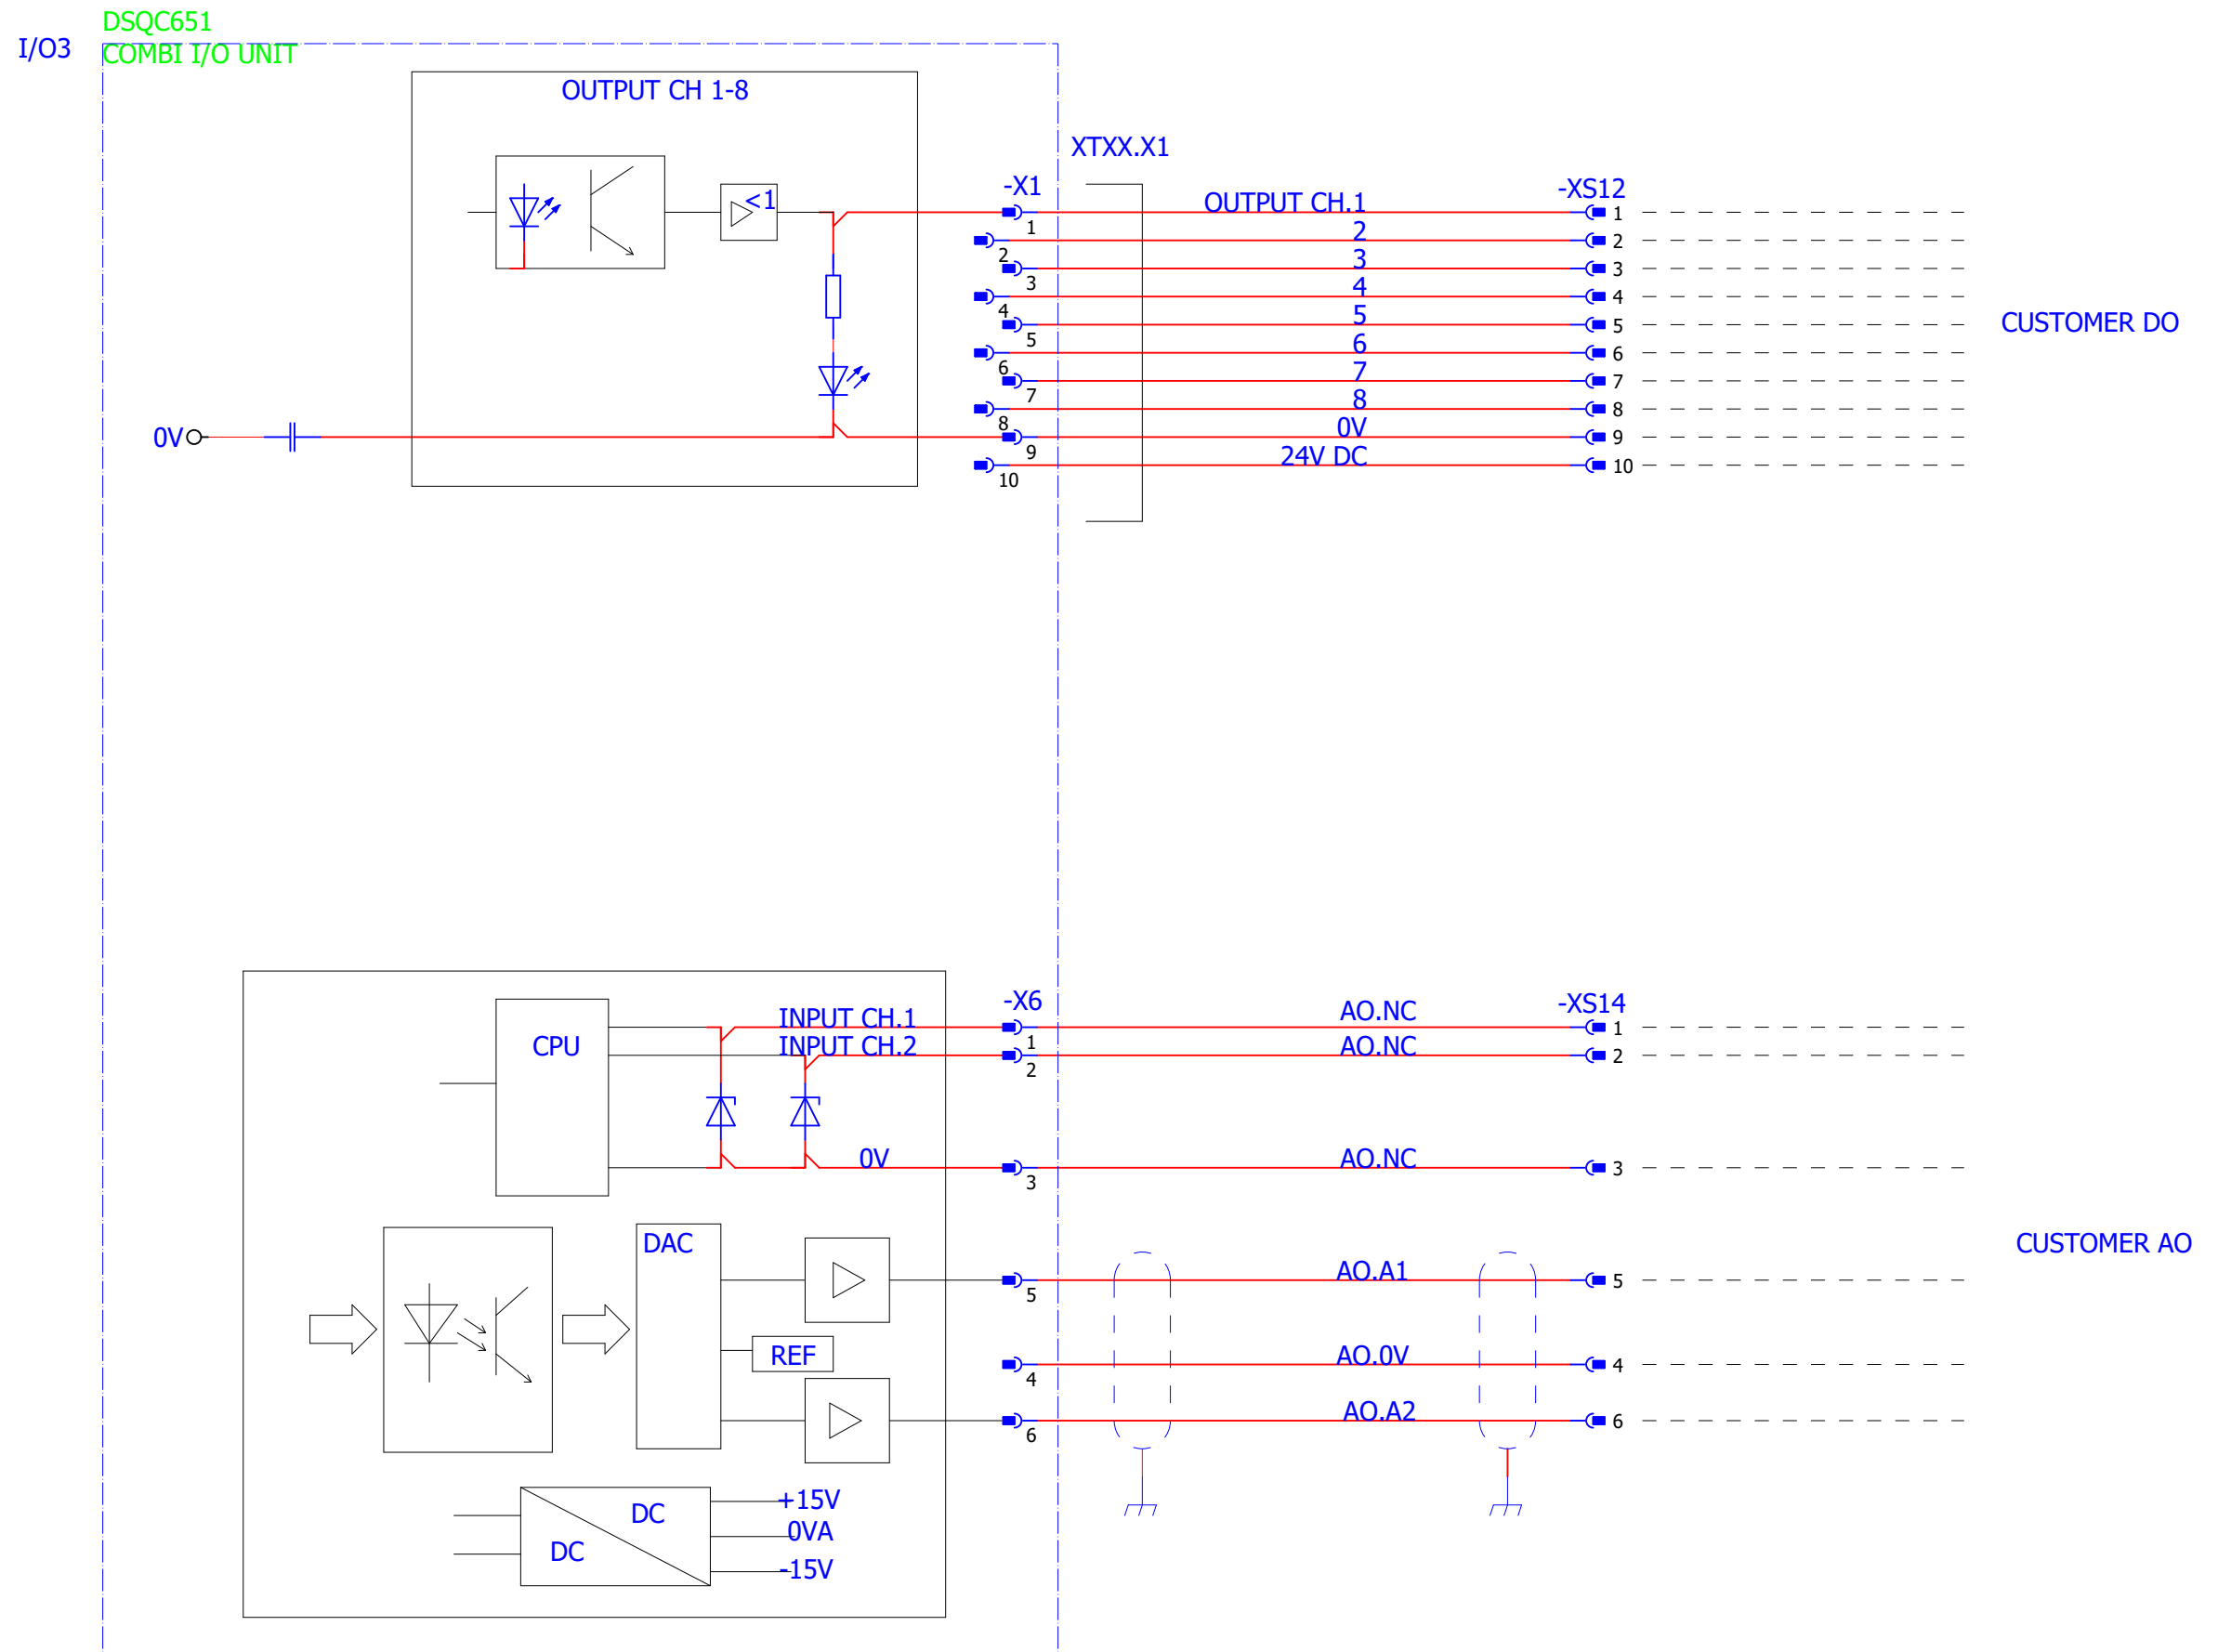 DSQC651
I/O3
COMBI I/O UNIT
OUTPUT CH 1-8
XTXX.X1
-X1
-XS12
<1
OUTPUT CH.1
1
1
2
2
2
3
3
3
4
4
4
5
5
5
6
6
6
7
7
7
8
8
8
0V
0V
9
9
24V DC
10
10
CUSTOMER DO
-X6
-XS14
CPU
INPUT CH.1
AO.NC
1
1
INPUT CH.2
AO.NC
2
2
0V
AO.NC
3
3
DAC
CUSTOMER AO
AO.A1
5
5
REF
AO.0V
4
4
AO.A2
6
6
DC
DC
+15V
0VA
-15V